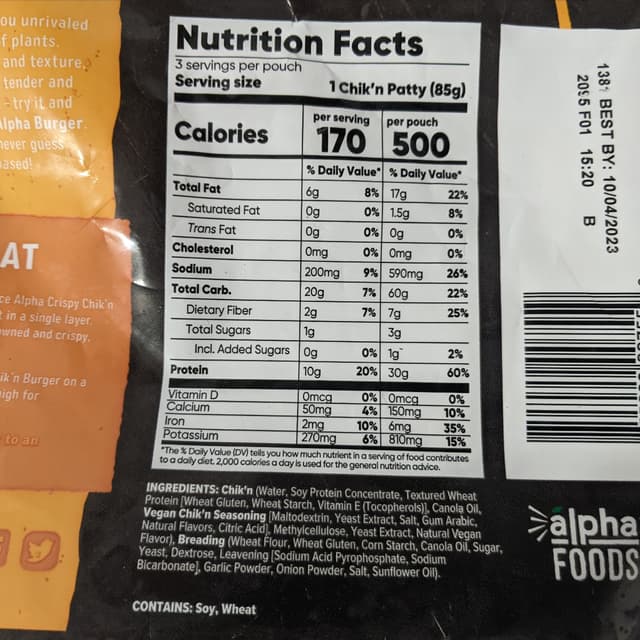 ou unrivaled
f plants.
and texture,
tender and
- try it and
Alpha Burger.
never guess
based!
AT
ce Alpha Crispy Chik'n
t in a single layer
owned and crispy.
ik'n Burger on a
high for
to an
Nutrition Facts
3 servings per pouch
Serving size 1 Chik'n Patty (85g)
per serving per pouch
Calories 170 500
% Daily Value* % Daily Value*
Total Fat 6g 8% 17g 22%
Saturated Fat 0g 0% 1.5g 8%
Trans Fat 0g 0% 0g 0%
Cholesterol 0mg 0% 0mg 0%
Sodium 200mg 9% 590mg 26%
Total Carb. 20g 7% 60g 22%
Dietary Fiber 2g 7% 7g 25%
Total Sugars 1g 3g
Incl. Added Sugars 0g 0% 1g 2%
Protein 10g 20% 30g 60%
Vitamin D 0mcg 0% 0mcg 0%
Calcium 50mg 4% 150mg 10%
Iron 2mg 10% 6mg 35%
Potassium 270mg 6% 810mg 15%
*The % Daily Value (DV) tells you how much nutrient in a serving of food contributes
to a daily diet. 2,000 calories a day is used for the general nutrition advice.
INGREDIENTS: Chik'n (Water, Soy Protein Concentrate, Textured Wheat
Protein [Wheat Gluten, Wheat Starch, Vitamin E (Tocopherols)], Canola Oil,
Vegan Chik'n Seasoning [Maltodextrin, Yeast Extract, Salt, Gum Arabic,
Natural Flavors, Citric Acid], Methylcellulose, Yeast Extract, Natural Vegan
Flavor), Breading (Wheat Flour, Wheat Gluten, Corn Starch, Canola Oil, Sugar,
Yeast, Dextrose, Leavening [Sodium Acid Pyrophosphate, Sodium
Bicarbonate], Garlic Powder, Onion Powder, Salt, Sunflower Oil).
CONTAINS: Soy, Wheat
1381 BEST BY: 10/04/2023
2095 F01 15:20 B
alpha
FOODS